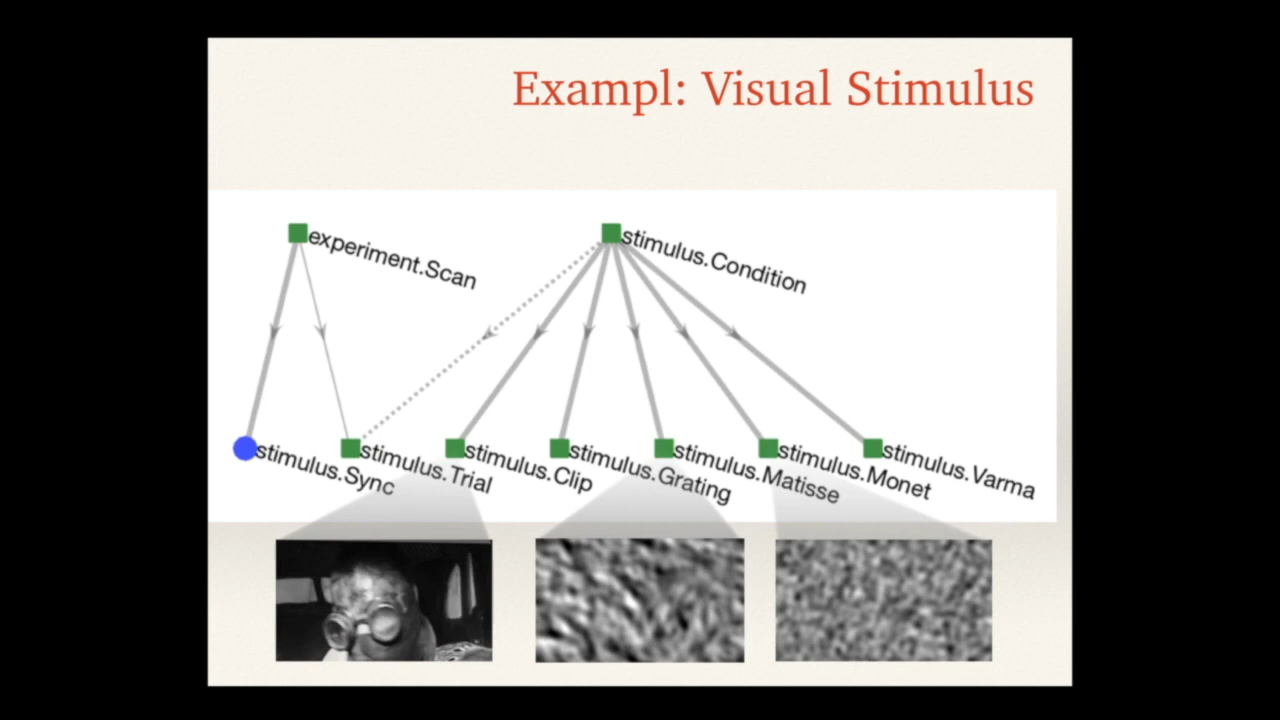 Exampl: Visual Stimulus
experiment.Scan
stimulus.Condition
stimulus.Sync
stimulus.Trial
stimulus.Clip
stimulus.Grating
stimulus.Matisse
stimulus.Monet
stimulus.Varma